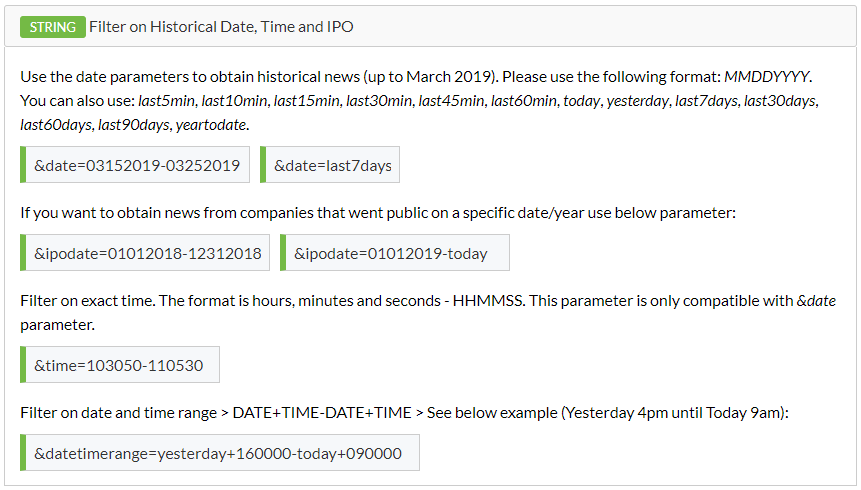 STRING Filter on Historical Date, Time and IPO
Use the date parameters to obtain historical news (up to March 2019). Please use the following format: MMDDYYYY.
You can also use: last5min, last10min, last15min, last30min, last45min, last60min, today, yesterday, last7days, last30days,
last60days, last90days, yeartodate.
&date=03152019-03252019 &date=last7days
If you want to obtain news from companies that went public on a specific date/year use below parameter:
&ipodate=01012018-12312018 &ipodate=01012019-today
Filter on exact time. The format is hours, minutes and seconds - HHMMSS. This parameter is only compatible with &date
parameter.
&time=103050-110530
Filter on date and time range > DATE+TIME-DATE+TIME > See below example (Yesterday 4pm until Today 9am):
&datetimerange=yesterday+160000-today+090000